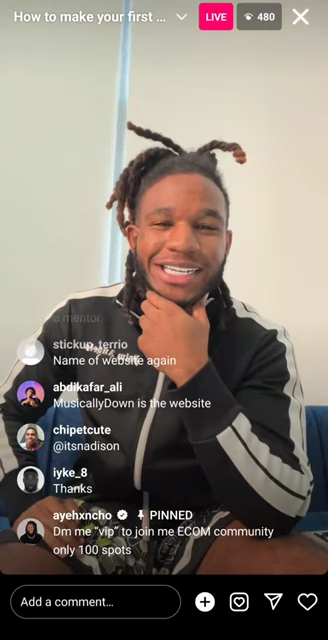 How to make your first ...
LIVE
480
@mentor.
stickup_terrio
Name of website again
abdikafar_ali
MusicallyDown is the website
chipetcute
@itsnadison
iyke_8
Thanks
ayehxncho PINNED
Dm me “vip” to join me ECOM community
only 100 spots
Add a comment...